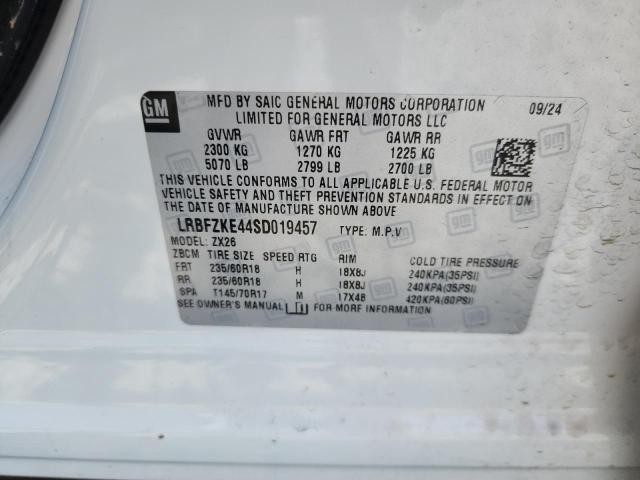 GM
MFD BY SAIC GENERAL MOTORS CORPORATION 09/24
LIMITED FOR GENERAL MOTORS LLC
GVWR GAWR FRT GAWR RR
2300 KG 1270 KG 1225 KG
5070 LB 2799 LB 2700 LB
THIS VEHICLE CONFORMS TO ALL APPLICABLE U.S. FEDERAL MOTOR
VEHICLE SAFETY AND THEFT PREVENTION STANDARDS IN EFFECT ON
THE DATE OF MANUFACTURE SHOWN ABOVE
LRBFZKE44SD019457 TYPE: M.P.V
MODEL: ZX26
ZBCM TIRE SIZE SPEED RTG RIM COLD TIRE PRESSURE
FRT 235/60R18 H 18X8J 240KPA(35PSI)
RR 235/60R18 H 18X8J 240KPA(35PSI)
SPA T145/70R17 M 17X4B 420KPA(60PSI)
SEE OWNER'S MANUAL FOR MORE INFORMATION